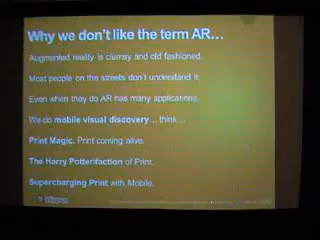 Why we don't like the term AR...
Augmented reality is clumsy and old fashioned.
Most people on the streets don't understand it.
Even when they do AR has many applications.
We do mobile visual discovery... think...
Print Magic. Print coming alive.
The Harry Potterifaction of Print.
Supercharging Print with Mobile.